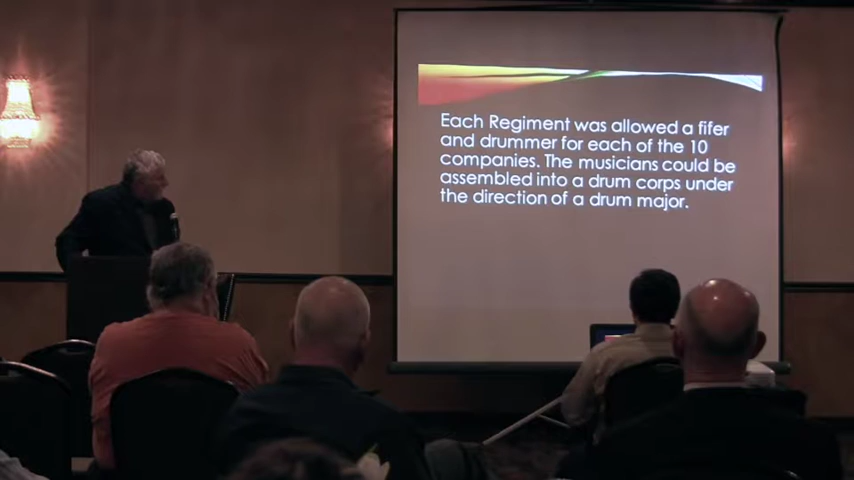 Each Regiment was allowed a fifer
and drummer for each of the 10
companies. The musicians could be
assembled into a drum corps under
the direction of a drum major.